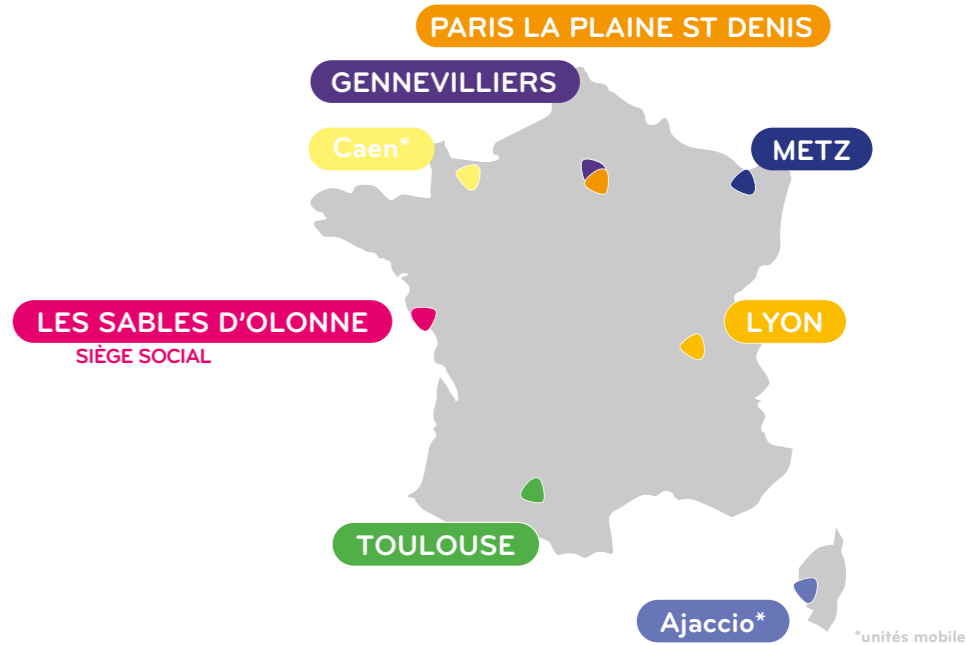 PARIS LA PLAINE ST DENIS
GENNEVILLIERS
Caen*
METZ
LES SABLES D'OLONNE
SIÈGE SOCIAL
LYON
TOULOUSE
Ajaccio*
*unités mobile